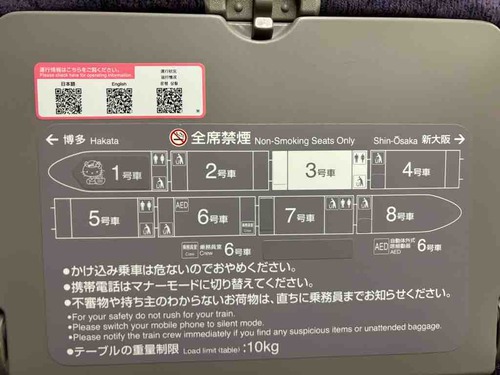 運行情報はこちらをご覧ください。
Please check here for operating information.
日本語
English
← 博多 Hakata
全席禁煙 Non-Smoking Seats Only
Shin-Ōsaka 新大阪 →
1号車
2号車
3号車
4号車
5号車
AED
6号車
7号車
8号車
乗務員室 Crew 6号車
AED 自動体外式除細動器 AED 6号車
●かけ込み乗車は危ないのでおやめください。
●携帯電話はマナーモードに切り替えてください。
●不審物や持ち主のわからないお荷物は、直ちに乗務員までお知らせください。
•For your safety do not rush for your train.
•Please switch your mobile phone to silent mode.
•Please notify the train crew immediately if you find any suspicious items or unattended baggage.
●テーブルの重量制限 Load limit (table) :10kg